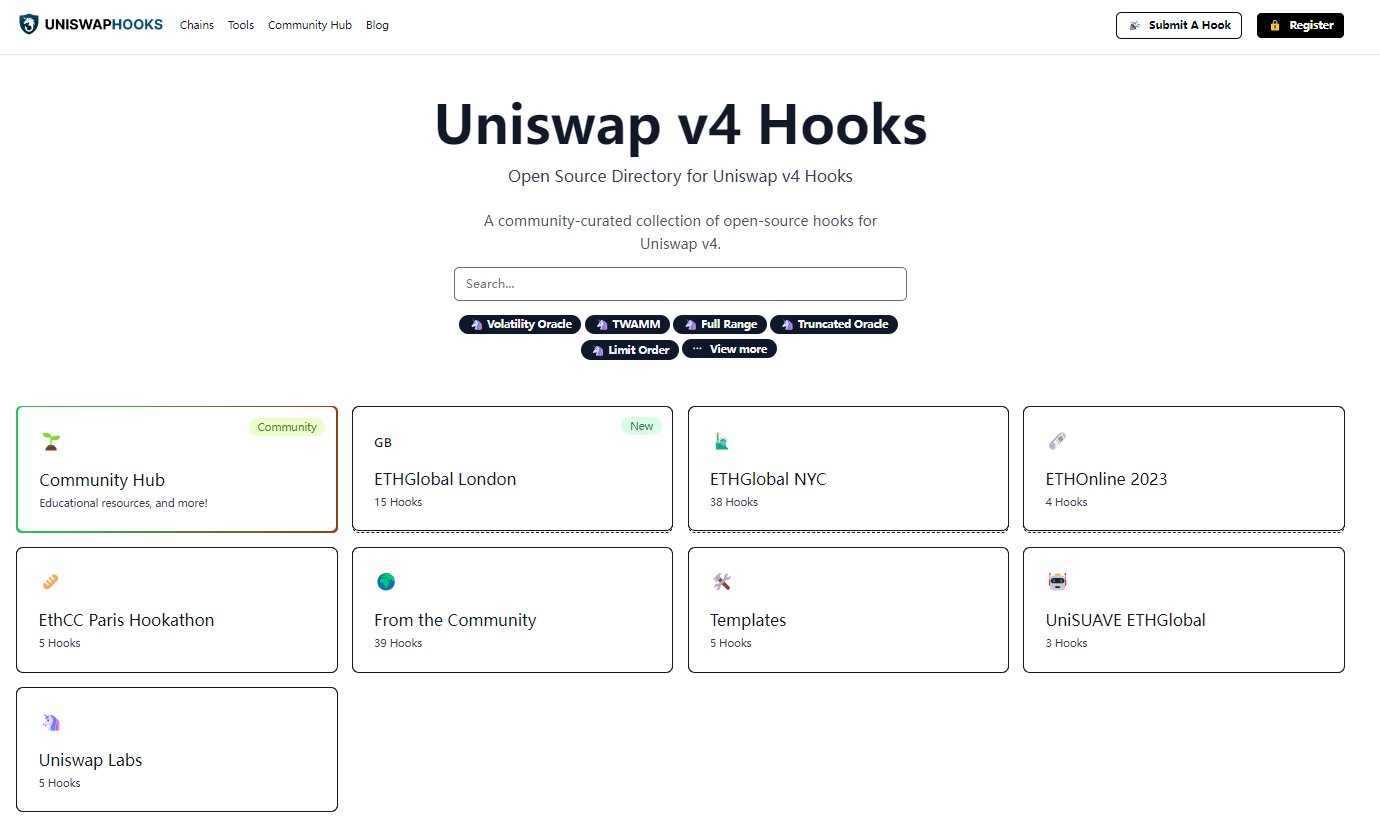 UNISWAPHOOKS Chains Tools Community Hub Blog Submit A Hook Register
Uniswap v4 Hooks
Open Source Directory for Uniswap v4 Hooks
A community-curated collection of open-source hooks for
Uniswap v4.
Search...
Volatility Oracle TWAMM Full Range Truncated Oracle
Limit Order ··· View more
Community
Community Hub
Educational resources, and more!
New
GB
ETHGlobal London
15 Hooks
ETHGlobal NYC
38 Hooks
ETHOnline 2023
4 Hooks
EthCC Paris Hookathon
5 Hooks
From the Community
39 Hooks
Templates
5 Hooks
UniSUAVE ETHGlobal
3 Hooks
Uniswap Labs
5 Hooks